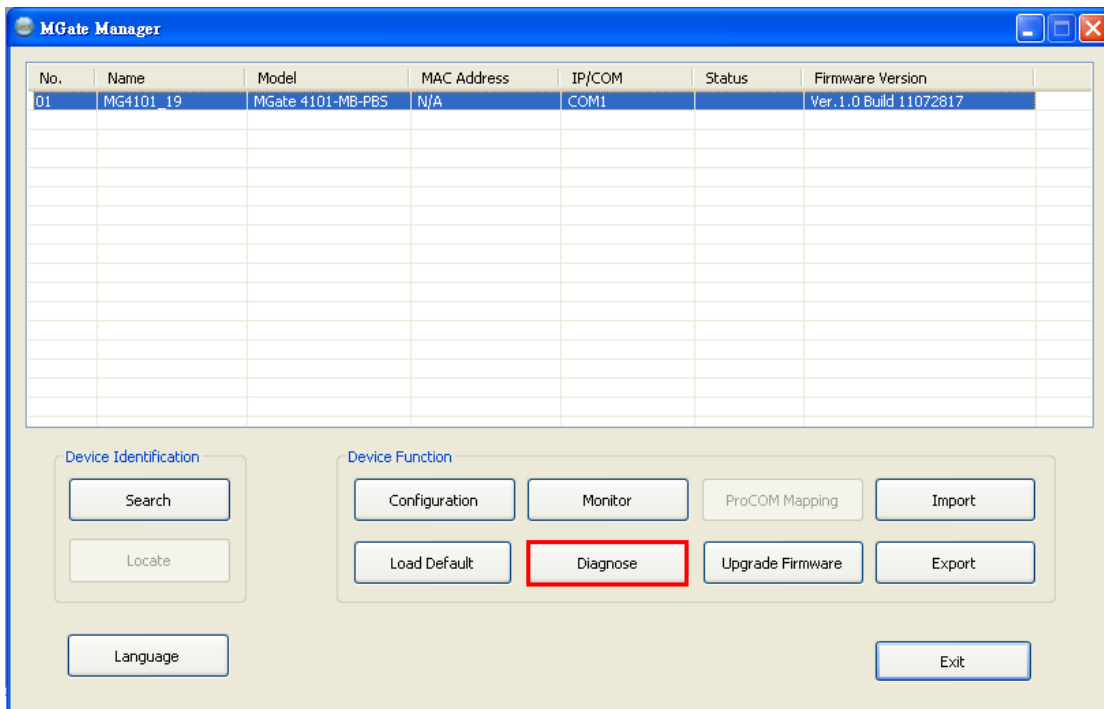 MGate Manager
No. Name Model MAC Address IP/COM Status Firmware Version
01 MG4101_19 MGate 4101-MB-PBS N/A COM1 Ver.1.0 Build 11072817
Device Identification Device Function
Search Configuration Monitor ProCOM Mapping Import
Locate Load Default Diagnose Upgrade Firmware Export
Language Exit